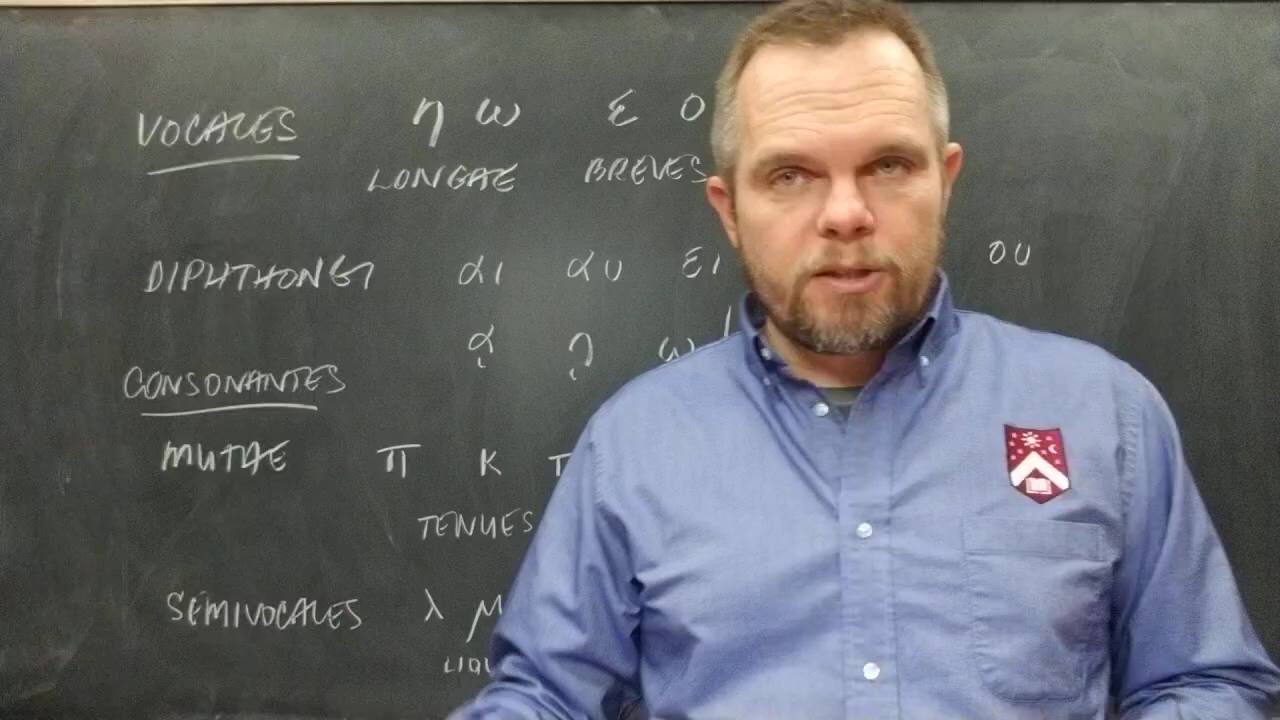 VOCALES η ω ε ο
LONGAE BREVES
DIPHTHONGI αι αυ ει ου
ᾳ ῃ ῳ
CONSONANTES
MUTAE π κ τ
TENUES
SEMIVOCALES λ μ